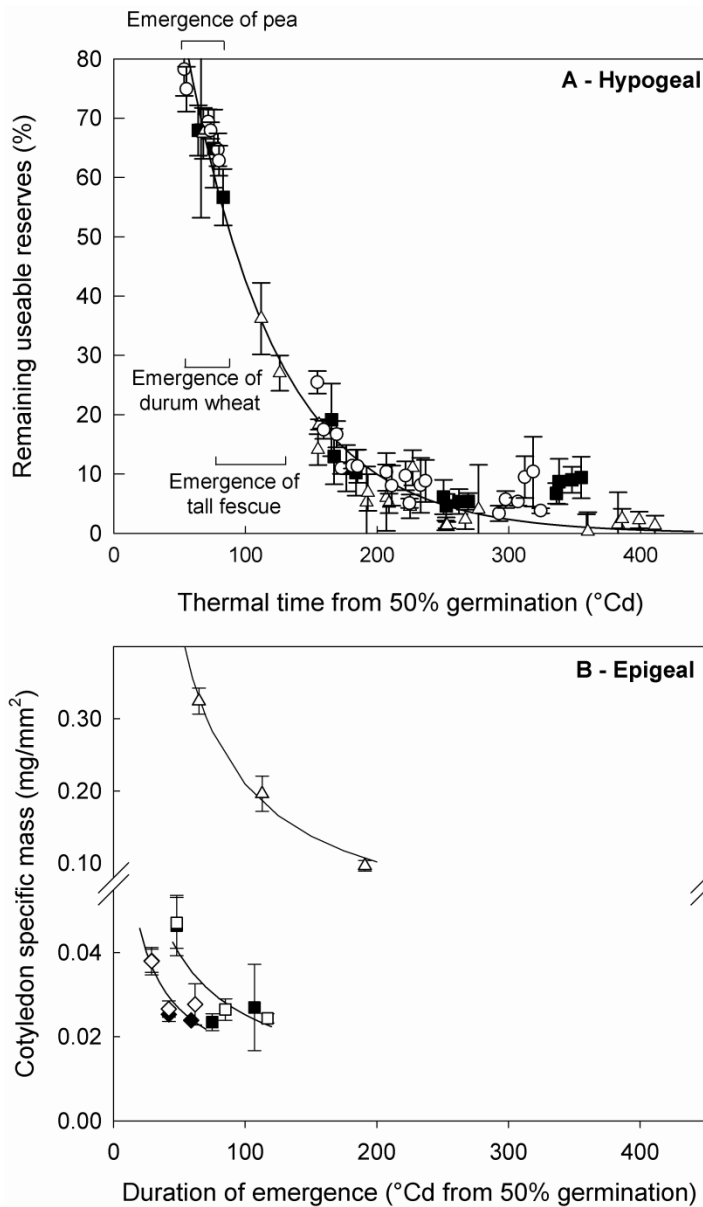 Emergence of pea
A - Hypogeal
80
70
60
50
40
30
20
10
0
Remaining useable reserves (%)
Emergence of
durum wheat
Emergence of
tall fescue
0 100 200 300 400
Thermal time from 50% germination (°Cd)
B - Epigeal
0.30
0.20
0.10
0.04
0.02
0.00
Cotyledon specific mass (mg/mm²)
0 100 200 300 400
Duration of emergence (°Cd from 50% germination)